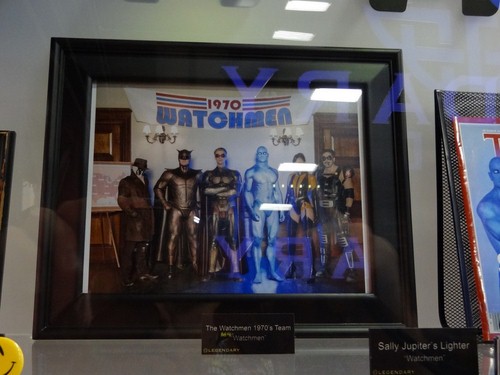 1970
WATCHMEN
The Watchmen 1970's Team
"Watchmen"
LEGENDARY
Sally Jupiter's Lighter
"Watchmen"
LEGENDARY
T